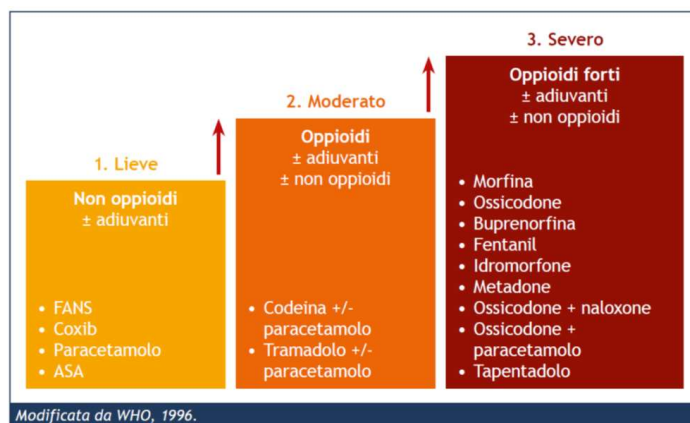 1. Lieve
Non oppioidi
± adiuvanti
• FANS
• Coxib
• Paracetamolo
• ASA
2. Moderato
Oppioidi
± adiuvanti
± non oppioidi
• Codeina +/-
paracetamolo
• Tramadolo +/-
paracetamolo
3. Severo
Oppioidi forti
± adiuvanti
± non oppioidi
• Morfina
• Ossicodone
• Buprenorfina
• Fentanil
• Idromorfone
• Metadone
• Ossicodone + naloxone
• Ossicodone +
paracetamolo
• Tapentadolo
Modificata da WHO, 1996.